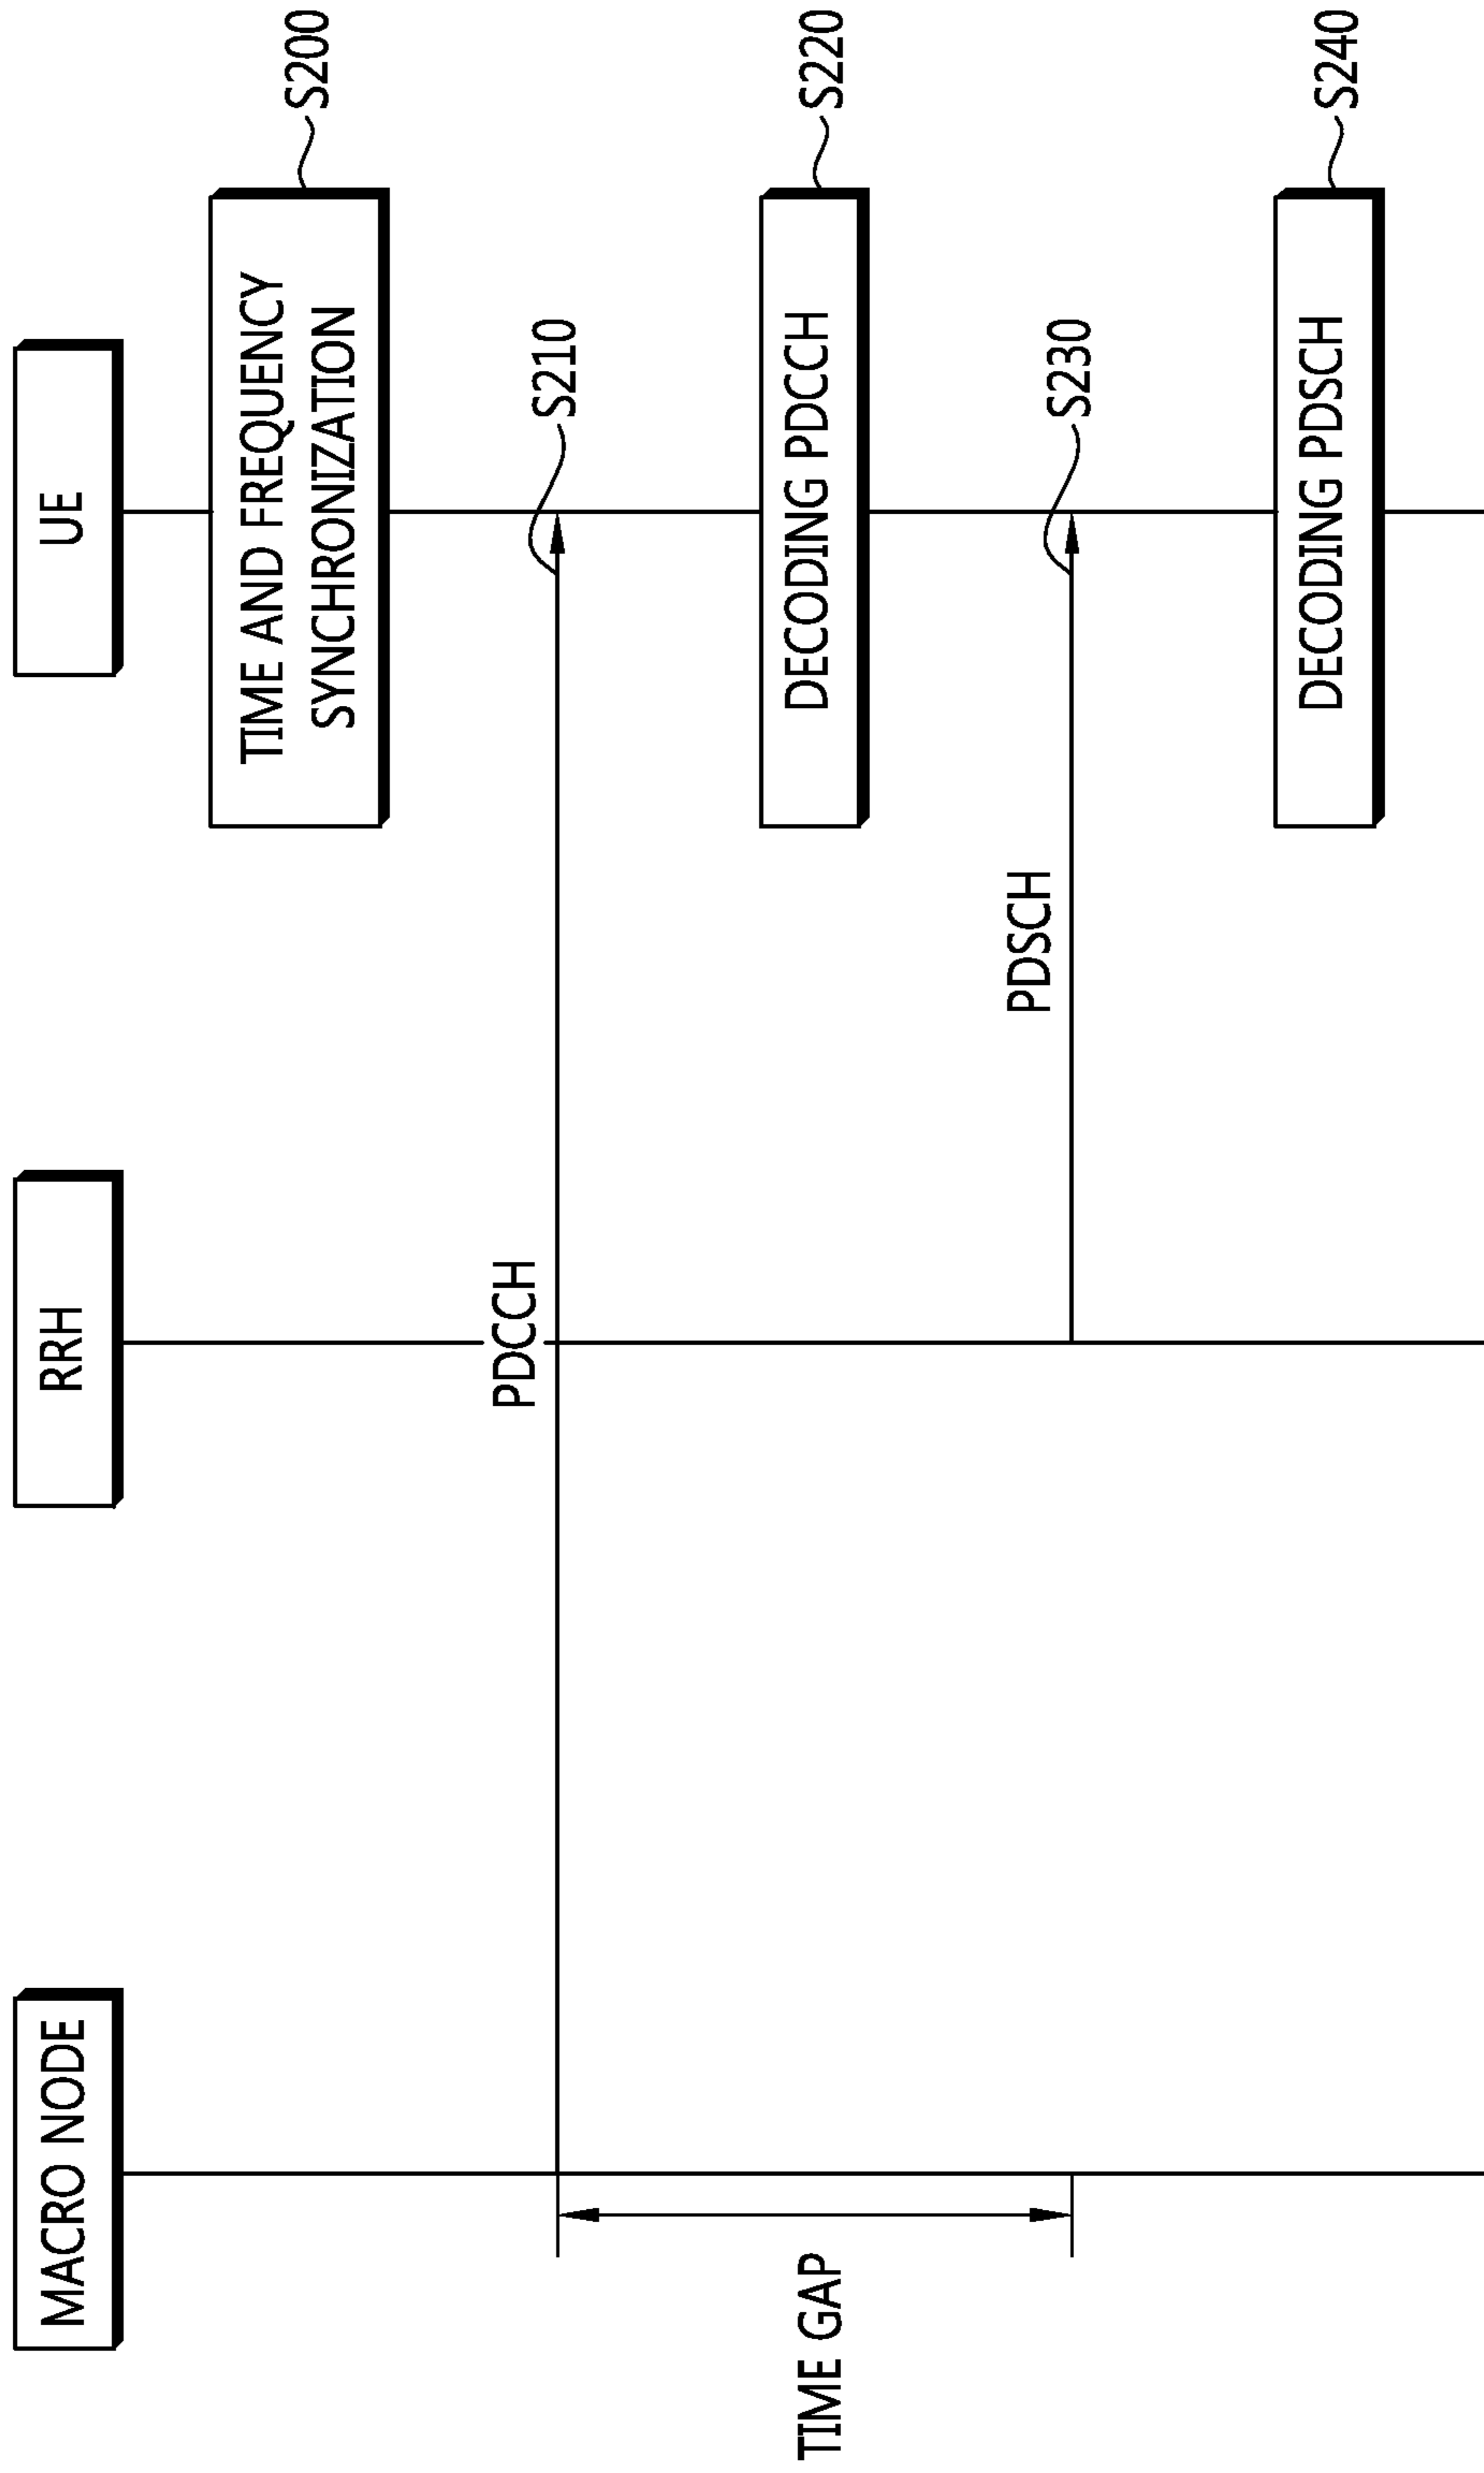 MACRO NODE
RRH
UE
TIME AND FREQUENCY
SYNCHRONIZATION
S200
PDCCH
S210
TIME GAP
DECODING PDCCH
S220
PDSCH
S230
DECODING PDSCH
S240